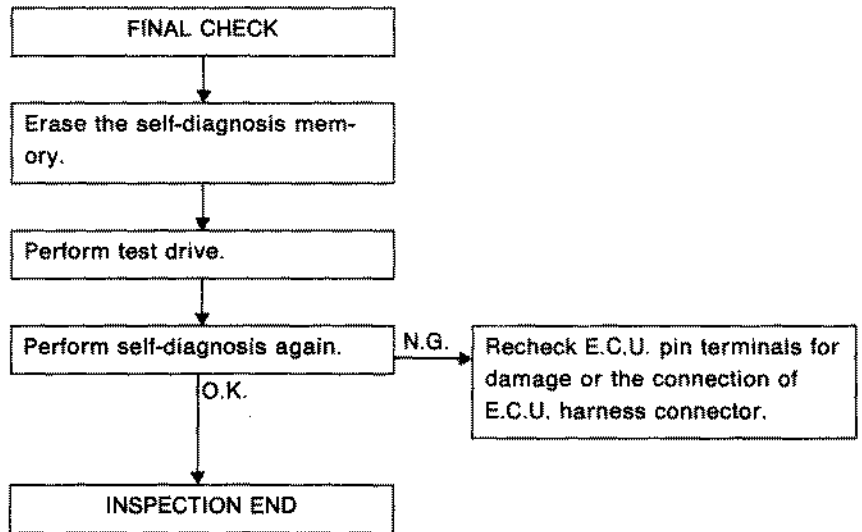 FINAL CHECK
Erase the self-diagnosis mem-
ory.
Perform test drive.
Perform self-diagnosis again.
N.G.
Recheck E.C.U. pin terminals for
damage or the connection of
E.C.U. harness connector.
O.K.
INSPECTION END